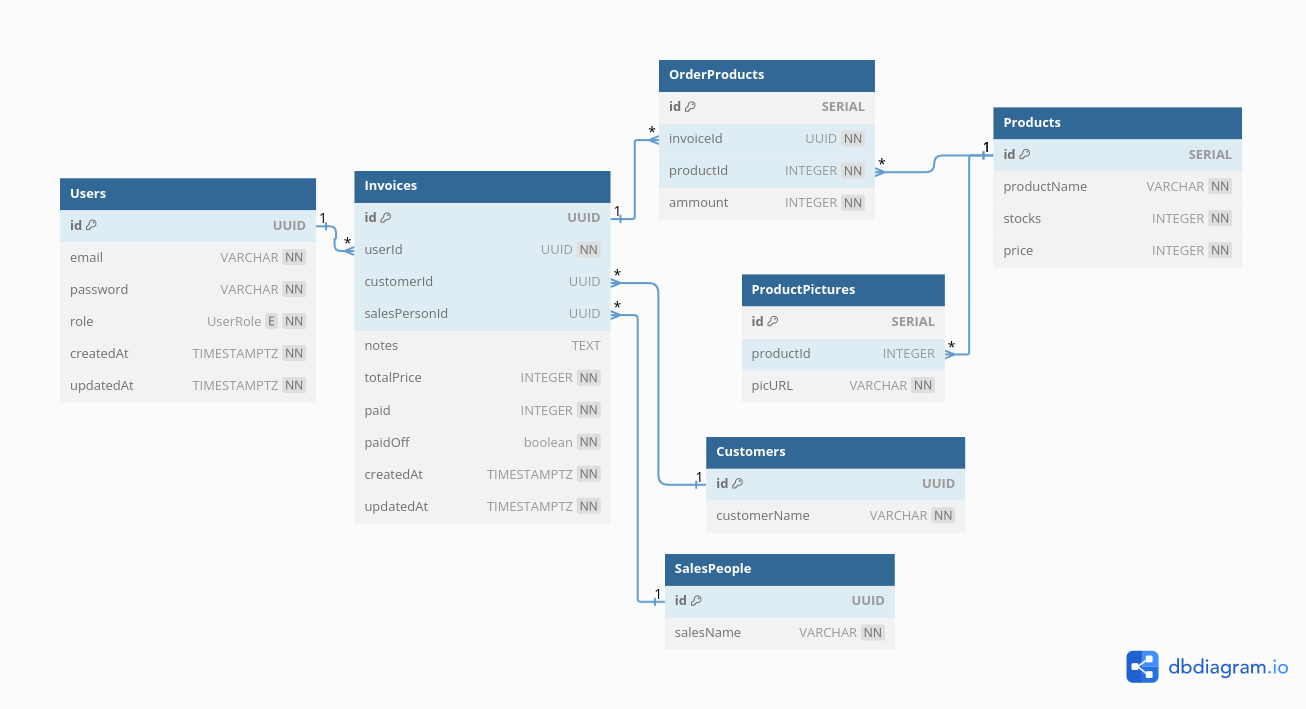 Users
id UUID
email VARCHAR NN
password VARCHAR NN
role UserRole E NN
createdAt TIMESTAMPTZ NN
updatedAt TIMESTAMPTZ NN
1
*
Invoices
id UUID
userId UUID NN
customerId UUID
salesPersonId UUID
notes TEXT
totalPrice INTEGER NN
paid INTEGER NN
paidOff boolean NN
createdAt TIMESTAMPTZ NN
updatedAt TIMESTAMPTZ NN
1
*
*
*
OrderProducts
id SERIAL
invoiceId UUID NN
productId INTEGER NN
ammount INTEGER NN
*
1
Products
id SERIAL
productName VARCHAR NN
stocks INTEGER NN
price INTEGER NN
ProductPictures
id SERIAL
productId INTEGER
picURL VARCHAR NN
*
1
Customers
id UUID
customerName VARCHAR NN
1
SalesPeople
id UUID
salesName VARCHAR NN
dbdiagram.io